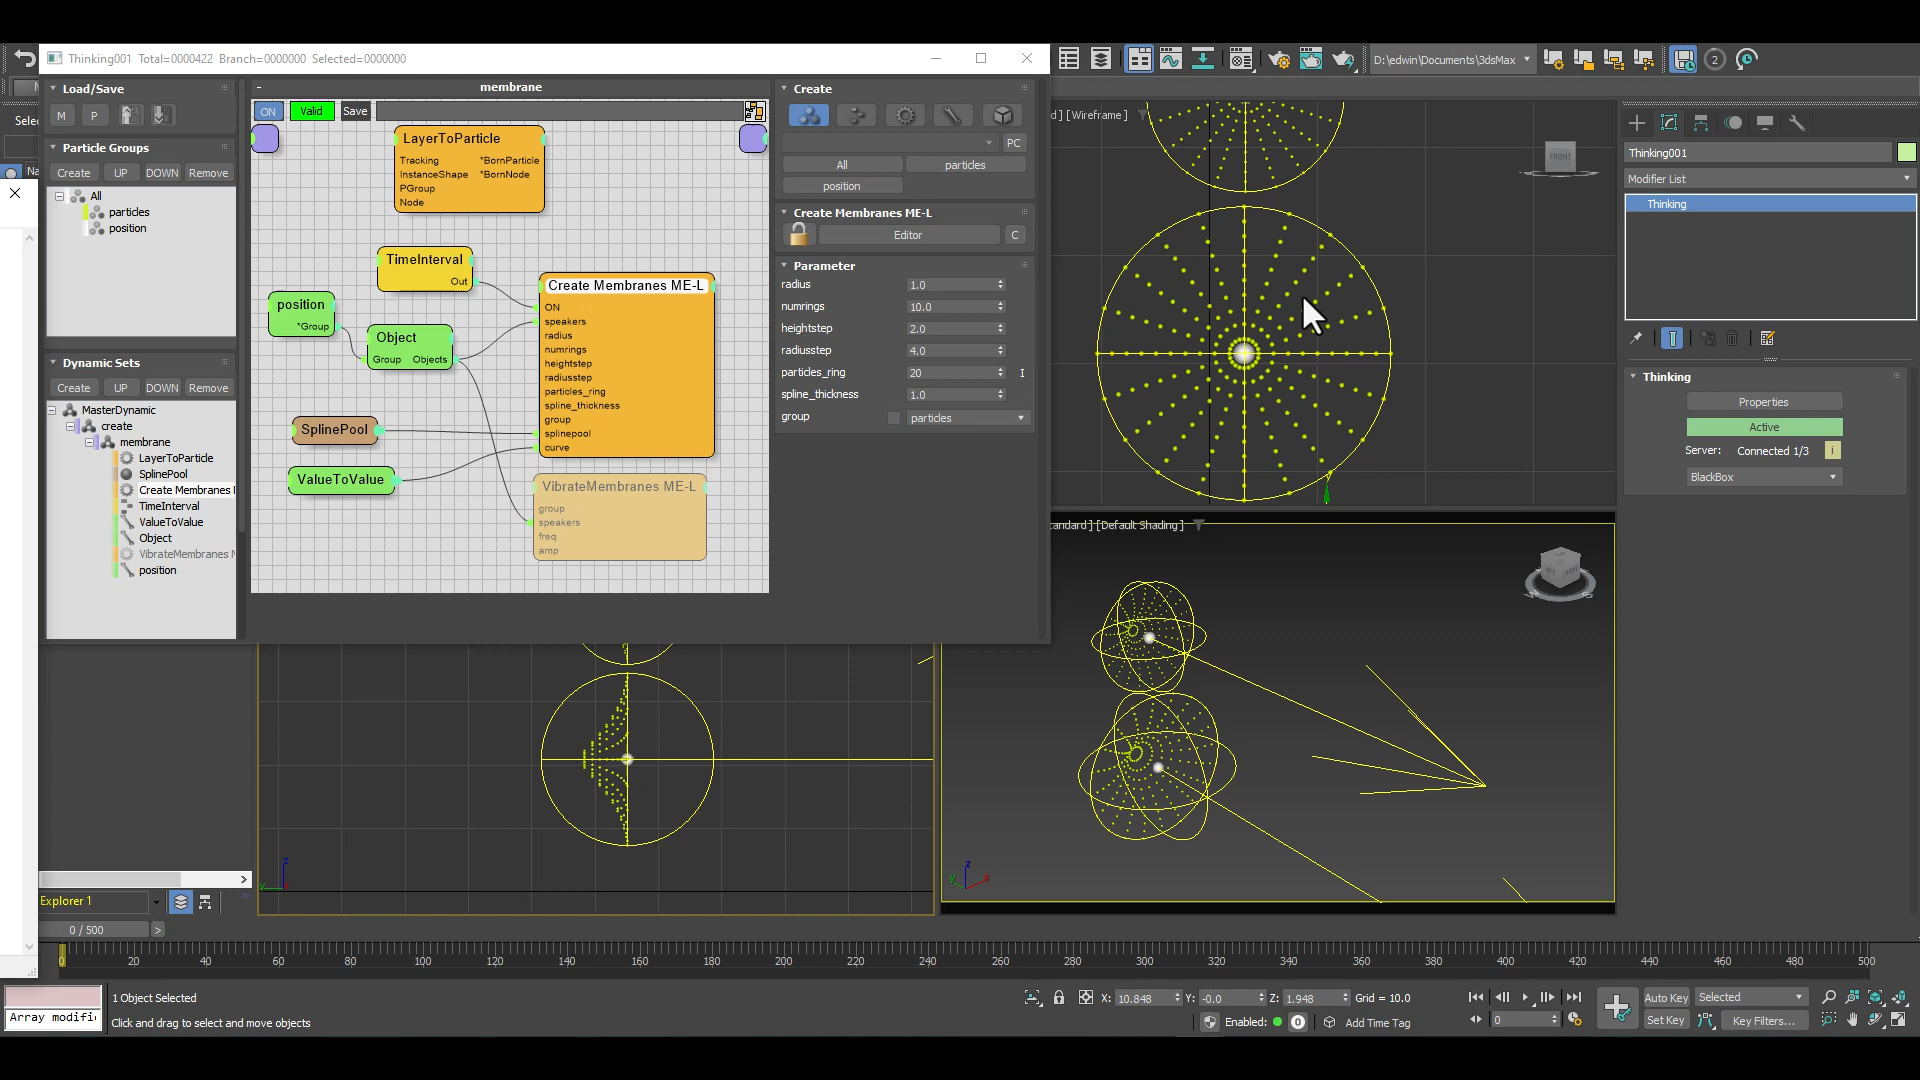 Thinking001 Total=0000422 Branch=0000000 Selected=0000000
D:\edwin\Documents\3dsMax
2
Load/Save
M P
Particle Groups
Create UP DOWN Remove
All
particles
position
Dynamic Sets
Create UP DOWN Remove
MasterDynamic
create
membrane
LayerToParticle
SplinePool
Create Membranes
TimeInterval
ValueToValue
Object
VibrateMembranes
position
- membrane
ON Valid Save
LayerToParticle
Tracking *BornParticle
InstanceShape *BornNode
PGroup
Node
TimeInterval
Out
position
*Group
Object
Group Objects
SplinePool
ValueToValue
Create Membranes ME-L
ON
speakers
radius
numrings
heightstep
radiusstep
particles_ring
spline_thickness
group
splinepool
curve
VibrateMembranes ME-L
group
speakers
freq
amp
Create
PC
All particles
position
Create Membranes ME-L
Editor C
Parameter
radius 1.0
numrings 10.0
heightstep 2.0
radiusstep 4.0
particles_ring 20
spline_thickness 1.0
group particles
d ] [Wireframe ]
FRONT
tandard ] [Default Shading ]
Thinking001
Modifier List
Thinking
Thinking
Properties
Active
Server: Connected 1/3 i
BlackBox
Explorer 1
0 / 500 >
0 20 40 60 80 100 120 140 160 180 200 220 240 260 280 300 320 340 360 380 400 420 440 460 480 500
1 Object Selected
X: 10.848 Y: -0.0 Z: 1.948 Grid = 10.0
Auto Key Selected
Array modifi
Click and drag to select and move objects
Enabled: 0 Add Time Tag
0
Set Key Key Filters...